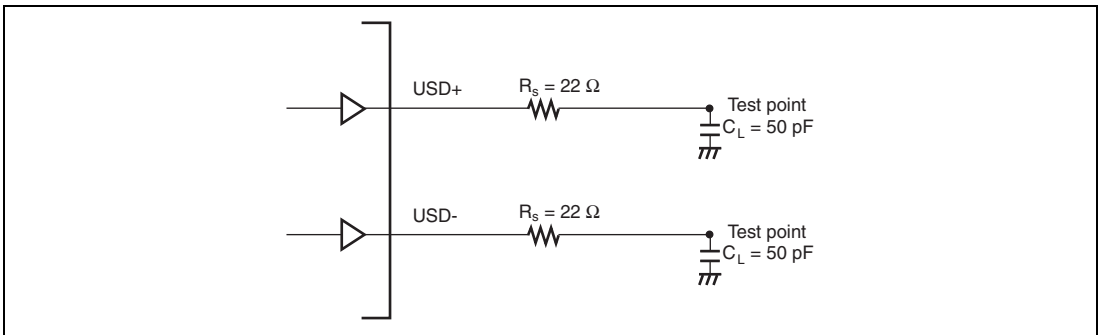 USD+
Rs = 22 Ω
Test point
CL = 50 pF
USD-
Rs = 22 Ω
Test point
CL = 50 pF